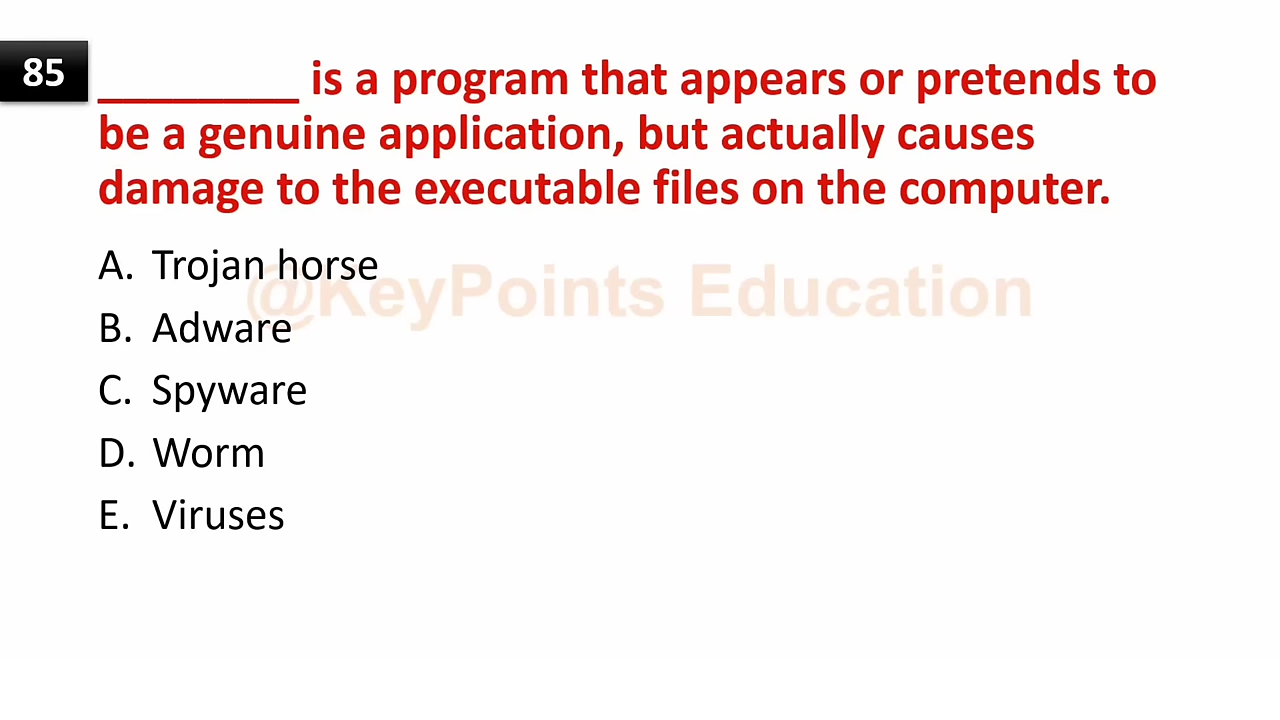 85
________ is a program that appears or pretends to
be a genuine application, but actually causes
damage to the executable files on the computer.
@KeyPoints Education
A. Trojan horse
B. Adware
C. Spyware
D. Worm
E. Viruses